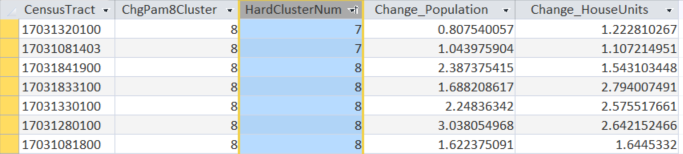 CensusTract ChgPam8Cluster HardClusterNum Change_Population Change_HouseUnits
17031320100 8 7 0.807540057 1.222810267
17031081403 8 7 1.043975904 1.107214951
17031841900 8 8 2.387375415 1.543103448
17031833100 8 8 1.688208617 2.794007491
17031330100 8 8 2.24836342 2.575517661
17031280100 8 8 3.038054968 2.642152466
17031081800 8 8 1.622375091 1.6445332